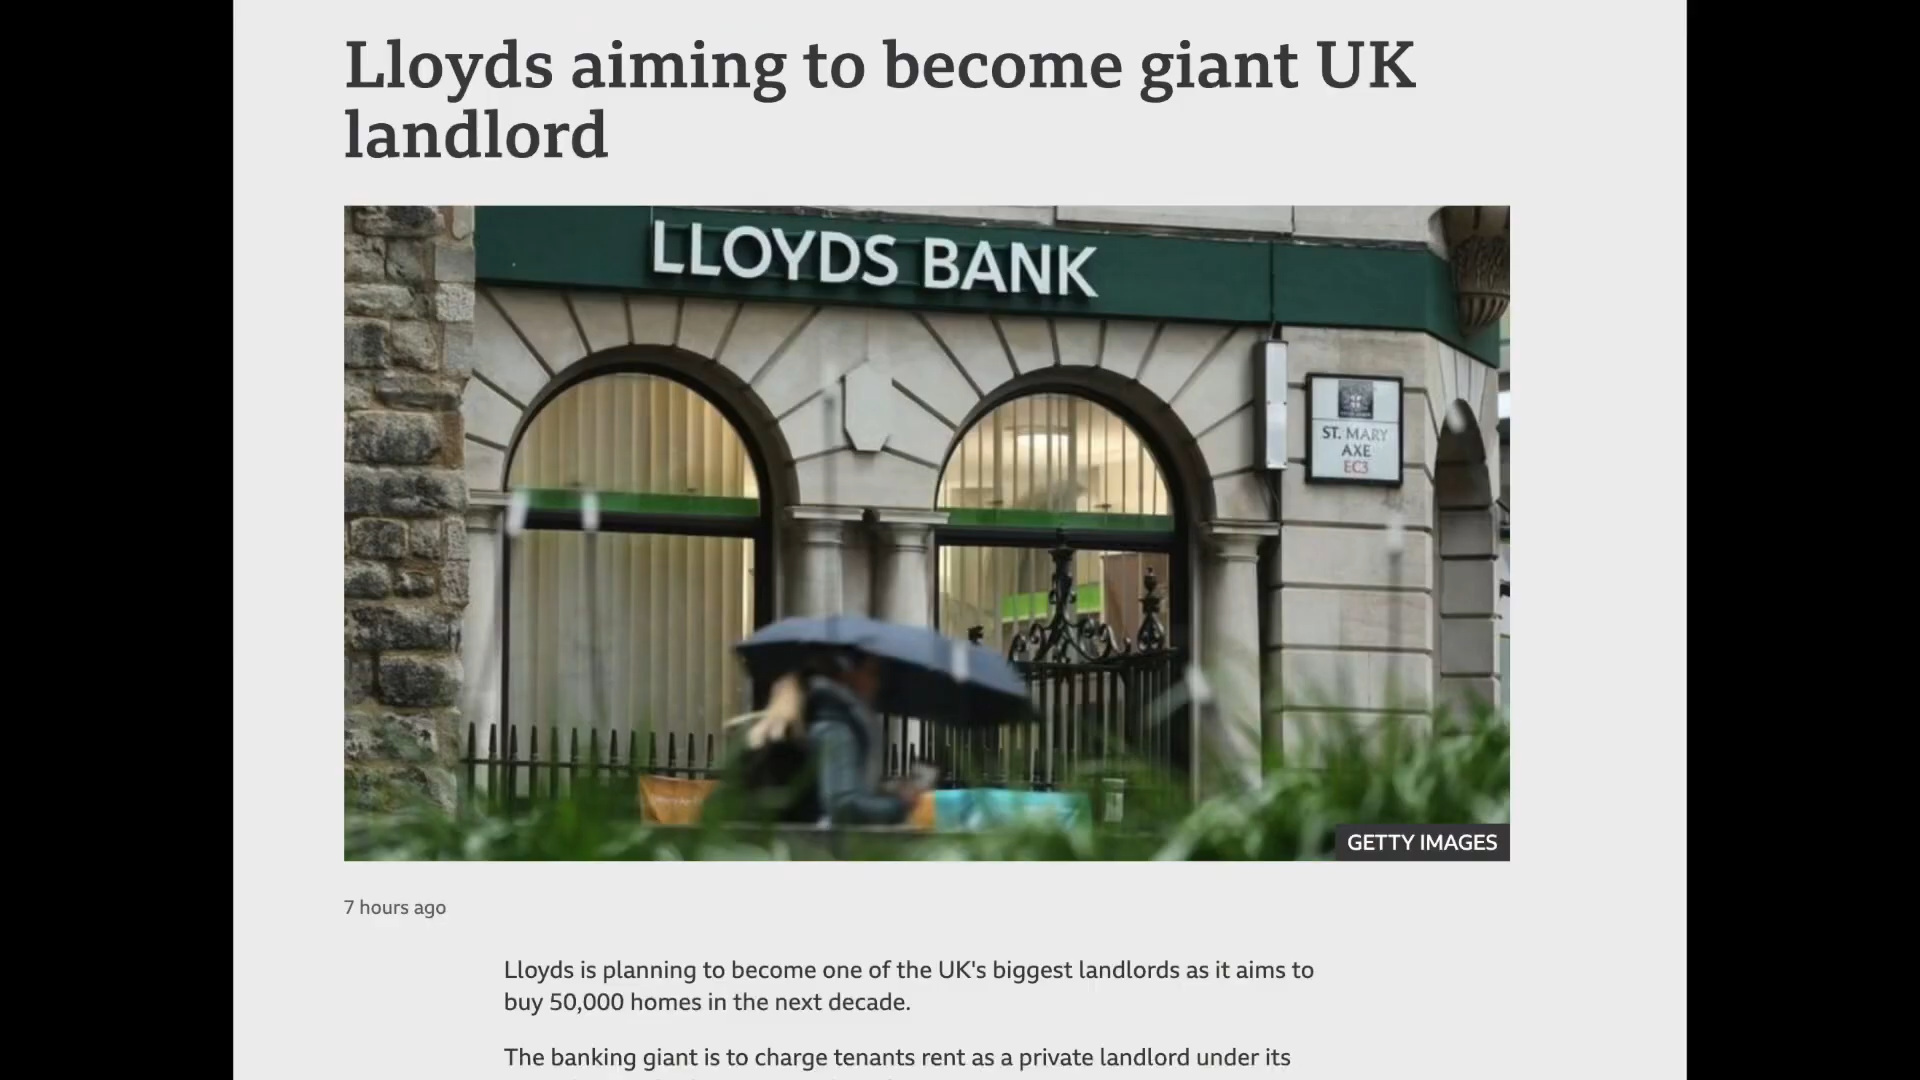 Lloyds aiming to become giant UK
landlord
LLOYDS BANK
ST. MARY
AXE
EC3
GETTY IMAGES
7 hours ago
Lloyds is planning to become one of the UK's biggest landlords as it aims to
buy 50,000 homes in the next decade.
The banking giant is to charge tenants rent as a private landlord under its